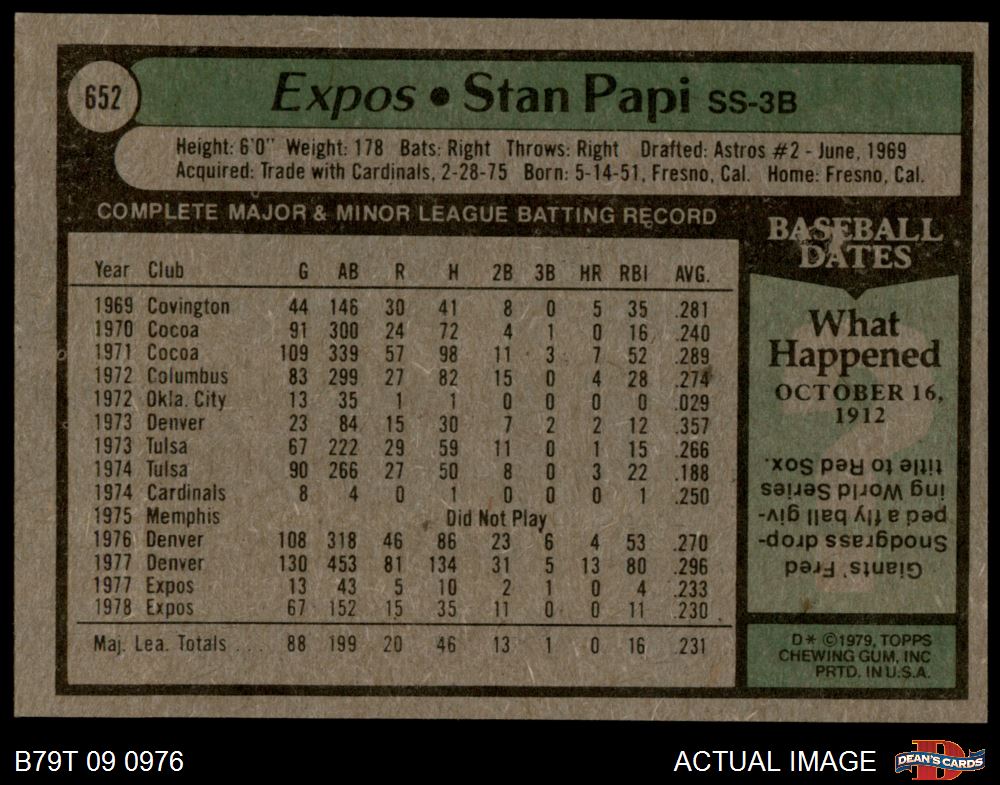 652
Expos • Stan Papi SS-3B
Height: 6'0" Weight: 178 Bats: Right Throws: Right Drafted: Astros #2 - June, 1969
Acquired: Trade with Cardinals, 2-28-75 Born: 5-14-51, Fresno, Cal. Home: Fresno, Cal.
COMPLETE MAJOR & MINOR LEAGUE BATTING RECORD
Year Club G AB R H 2B 3B HR RBI AVG.
1969 Covington 44 146 30 41 8 0 5 35 .281
1970 Cocoa 91 300 24 72 4 1 0 16 .240
1971 Cocoa 109 339 57 98 11 3 7 52 .289
1972 Columbus 83 299 27 82 15 0 4 28 .274
1972 Okla. City 13 35 1 1 0 0 0 0 .029
1973 Denver 23 84 15 30 7 2 2 12 .357
1973 Tulsa 67 222 29 59 11 0 1 15 .266
1974 Tulsa 90 266 27 50 8 0 3 22 .188
1974 Cardinals 8 4 0 1 0 0 0 1 .250
1975 Memphis Did Not Play
1976 Denver 108 318 46 86 23 6 4 53 .270
1977 Denver 130 453 81 134 31 5 13 80 .296
1977 Expos 13 43 5 10 2 1 0 4 .233
1978 Expos 67 152 15 35 11 0 0 11 .230
Maj. Lea. Totals . . . 88 199 20 46 13 1 0 16 .231
BASEBALL
DATES
What
Happened
OCTOBER 16,
1912
Giants' Fred
Snodgrass drop-
ped a fly ball giv-
ing World Series
title to Red Sox.
D* ©1979, TOPPS
CHEWING GUM, INC
PRTD. IN U.S.A.
B79T 09 0976
ACTUAL IMAGE
DEAN'S CARDS